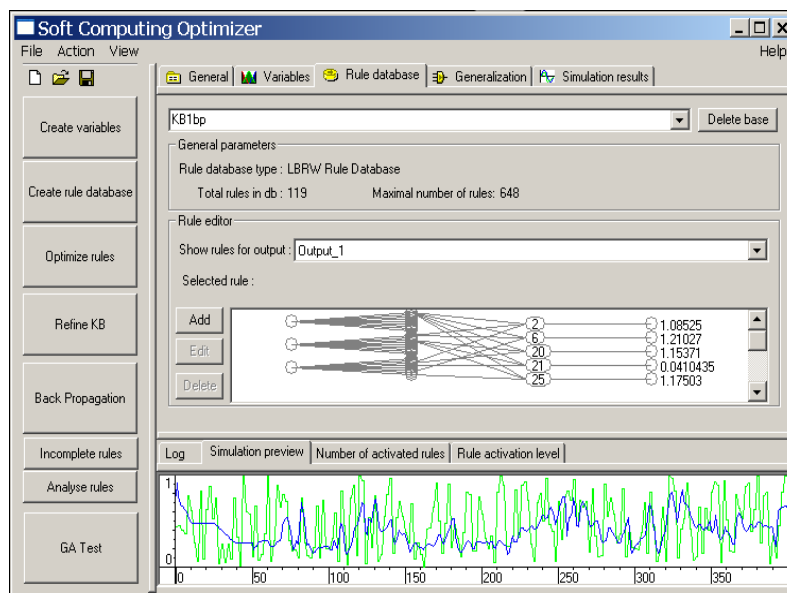 Soft Computing Optimizer
File Action View Help
General Variables Rule database Generalization Simulation results
Create variables
Create rule database
Optimize rules
Refine KB
Back Propagation
Incomplete rules
Analyse rules
GA Test
KB1bp Delete base
General parameters
Rule database type : LBRW Rule Database
Total rules in db : 119 Maximal number of rules: 648
Rule editor
Show rules for output : Output_1
Selected rule :
Add
Edit
Delete
2 1.08525
6 1.21027
20 1.15371
21 0.0410435
25 1.17503
Log Simulation preview Number of activated rules Rule activation level
1
0
0 50 100 150 200 250 300 350